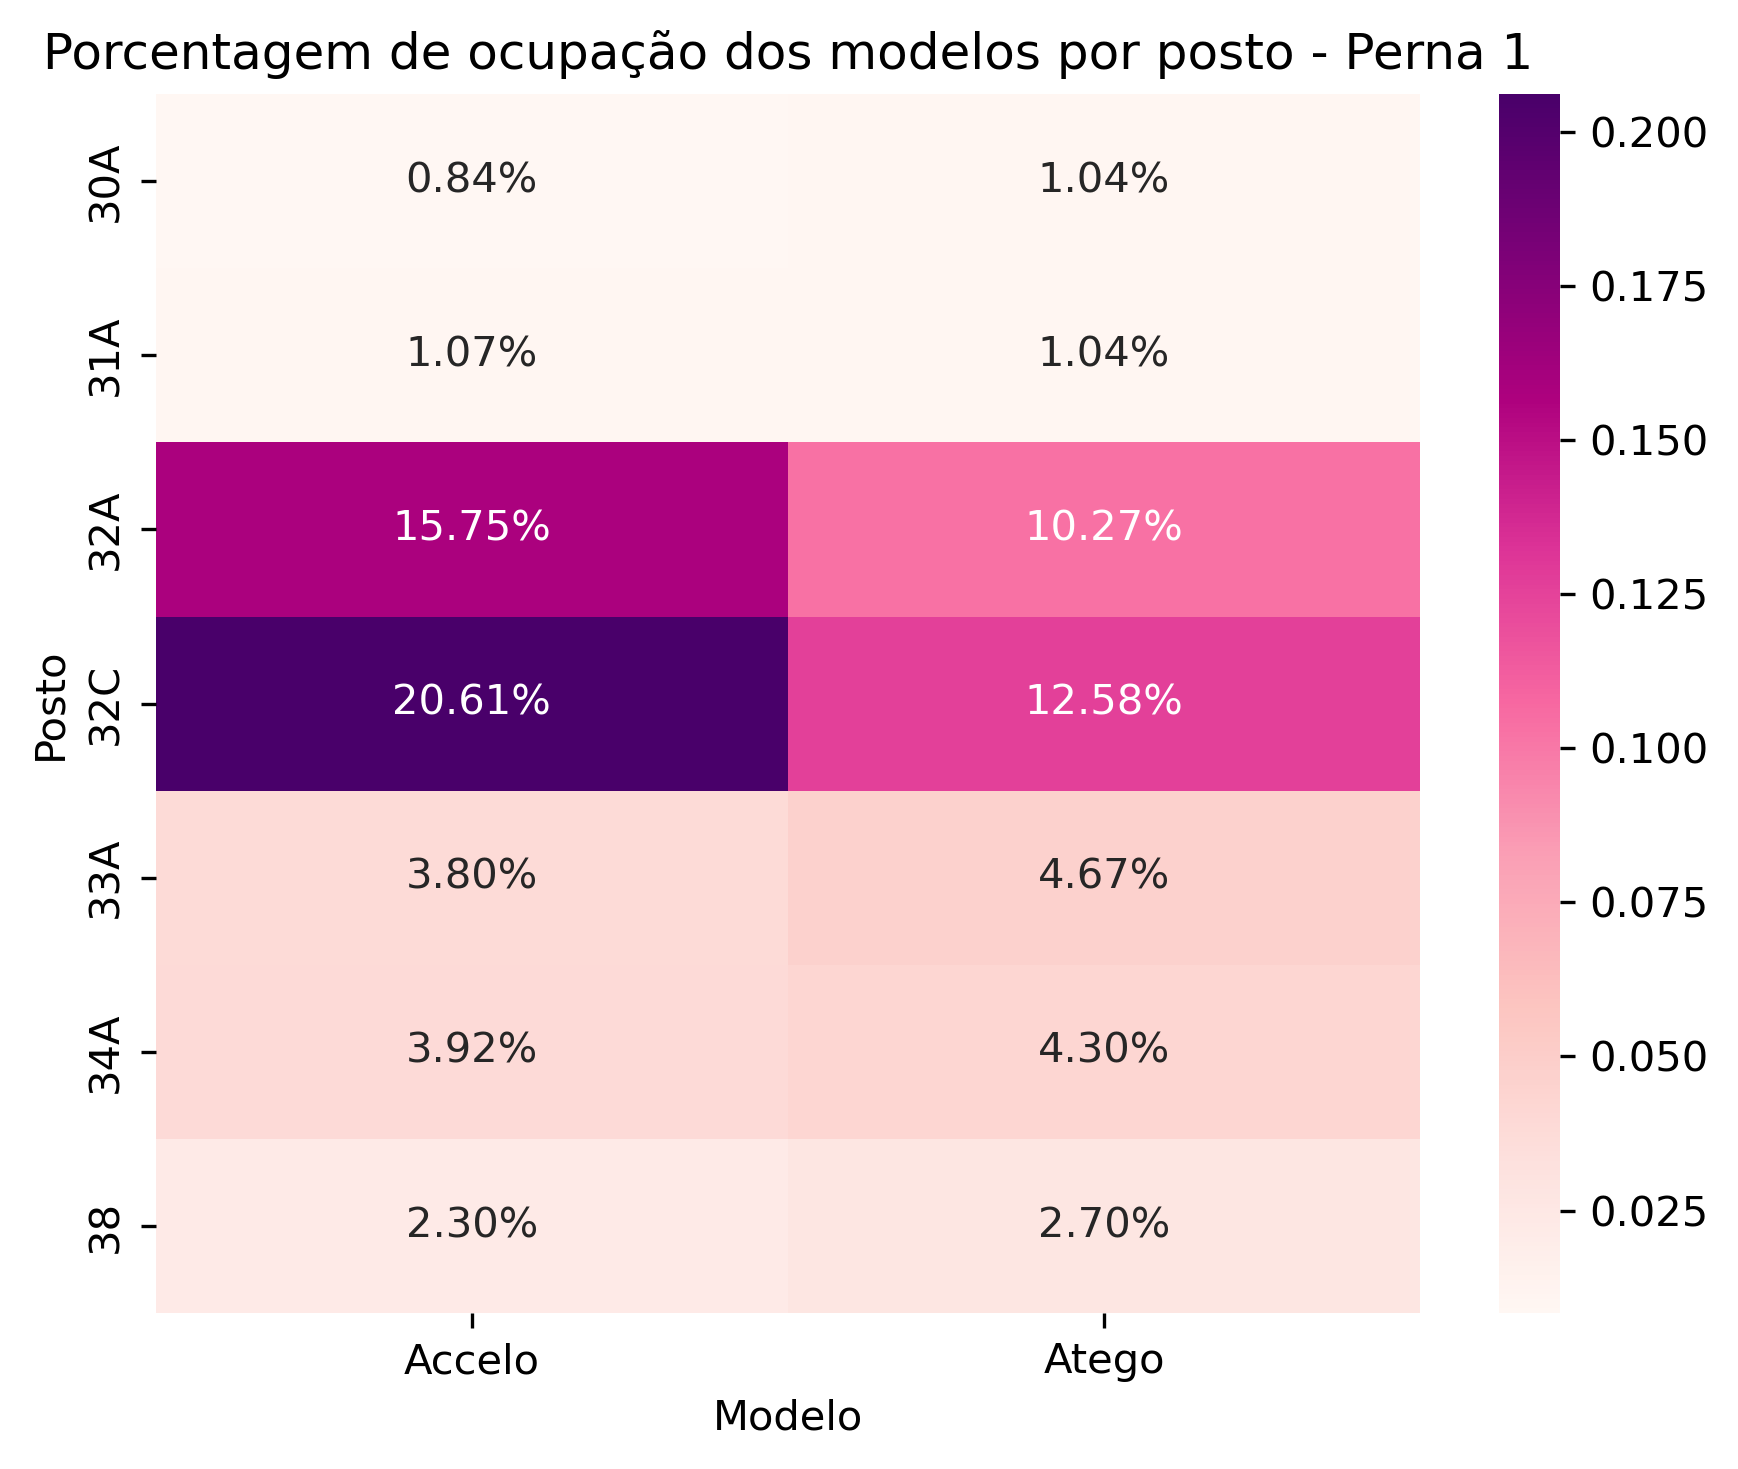 Porcentagem de ocupação dos modelos por posto - Perna 1
Posto
30A
0.84%
1.04%
31A
1.07%
1.04%
32A
15.75%
10.27%
32C
20.61%
12.58%
33A
3.80%
4.67%
34A
3.92%
4.30%
38
2.30%
2.70%
Accelo
Atego
Modelo
0.200
0.175
0.150
0.125
0.100
0.075
0.050
0.025